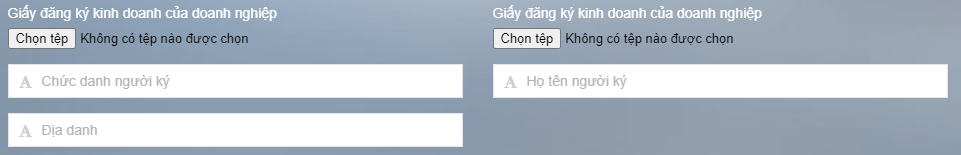 Giấy đăng ký kinh doanh của doanh nghiệp
Chọn tệp Không có tệp nào được chọn
Chức danh người ký
Địa danh
Giấy đăng ký kinh doanh của doanh nghiệp
Chọn tệp Không có tệp nào được chọn
Họ tên người ký